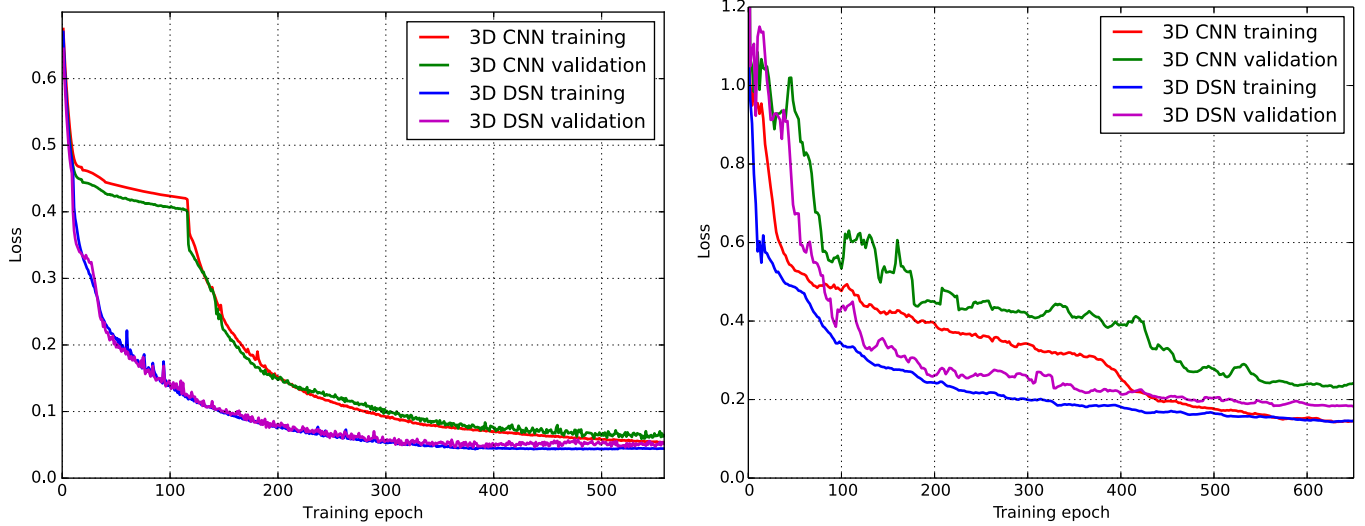 3D CNN training
3D CNN validation
3D DSN training
3D DSN validation
0.6
0.5
0.4
0.3
0.2
0.1
0.0
Loss
0 100 200 300 400 500
Training epoch
3D CNN training
3D CNN validation
3D DSN training
3D DSN validation
1.2
1.0
0.8
0.6
0.4
0.2
0.0
Loss
0 100 200 300 400 500 600
Training epoch